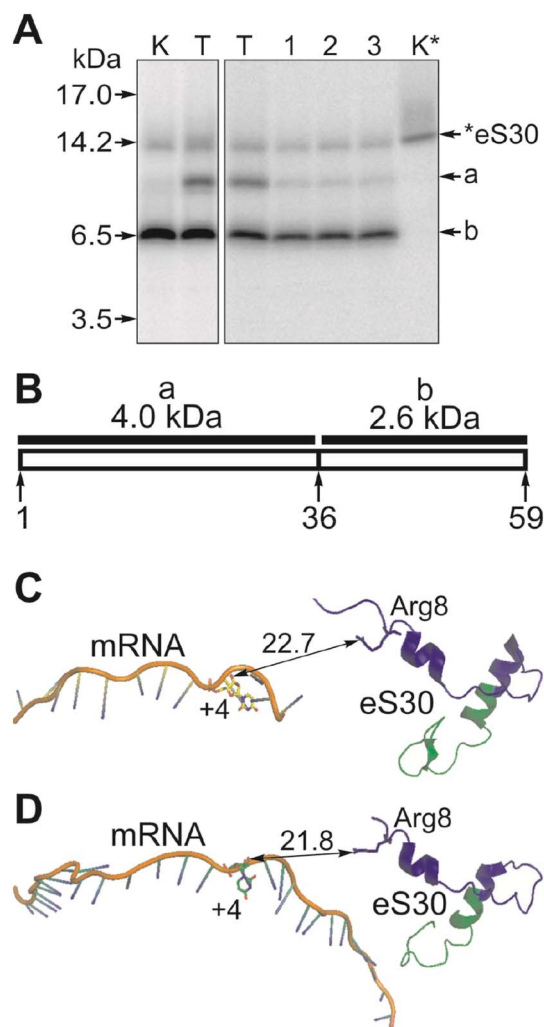 A
kDa K T T 1 2 3 K*
17.0
14.2 *eS30
a
6.5 b
3.5
B
a b
4.0 kDa 2.6 kDa
1 36 59
C
Arg8
mRNA 22.7
+4 eS30
D
mRNA 21.8 Arg8
+4 eS30